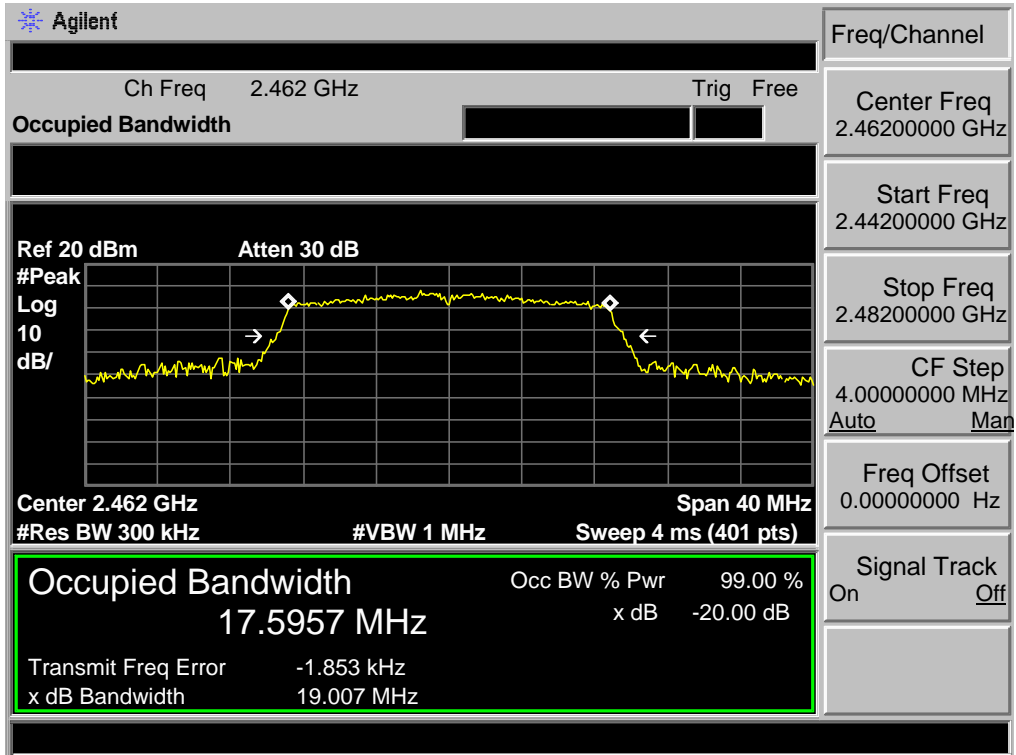 Agilent
Ch Freq 2.462 GHz Trig Free
Occupied Bandwidth
Ref 20 dBm Atten 30 dB
#Peak
Log
10
dB/
Center 2.462 GHz Span 40 MHz
#Res BW 300 kHz #VBW 1 MHz Sweep 4 ms (401 pts)
Occupied Bandwidth Occ BW % Pwr 99.00 %
17.5957 MHz x dB -20.00 dB
Transmit Freq Error -1.853 kHz
x dB Bandwidth 19.007 MHz
Freq/Channel
Center Freq
2.46200000 GHz
Start Freq
2.44200000 GHz
Stop Freq
2.48200000 GHz
CF Step
4.00000000 MHz
Auto Man
Freq Offset
0.00000000 Hz
Signal Track
On Off